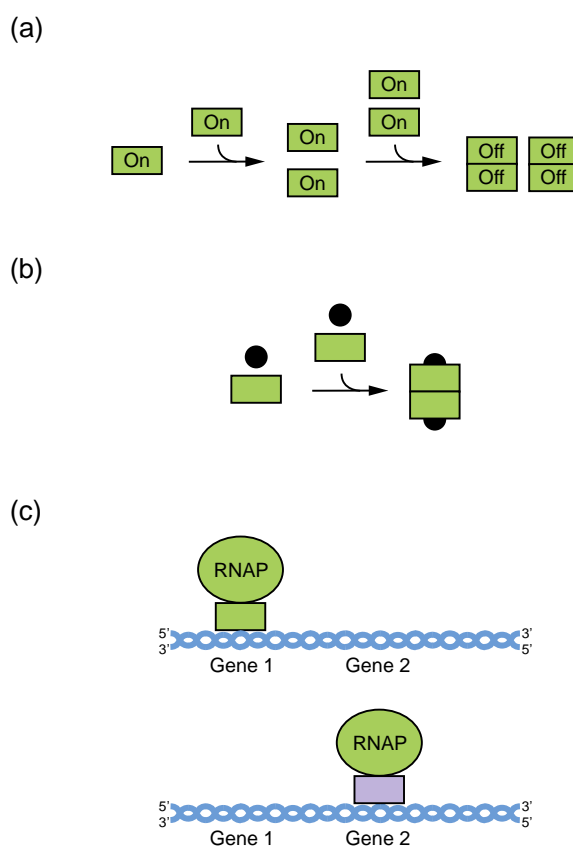 (a)
On
On
On
On
On
On
Off Off
Off Off
(b)
(c)
RNAP
5’ 3’
3’ 5’
Gene 1 Gene 2
RNAP
5’ 3’
3’ 5’
Gene 1 Gene 2